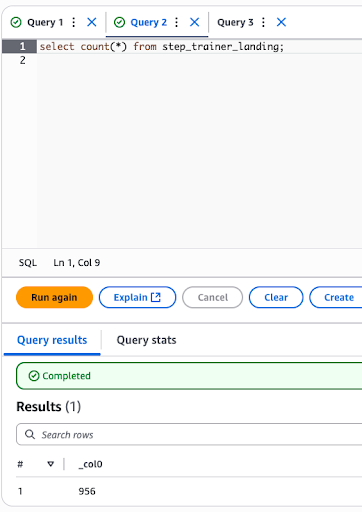 Query 1 Query 2 Query 3
1 select count(*) from step_trainer_landing;
2
SQL Ln 1, Col 9
Run again Explain Cancel Clear Create
Query results Query stats
Completed
Results (1)
Search rows
# _col0
1 956